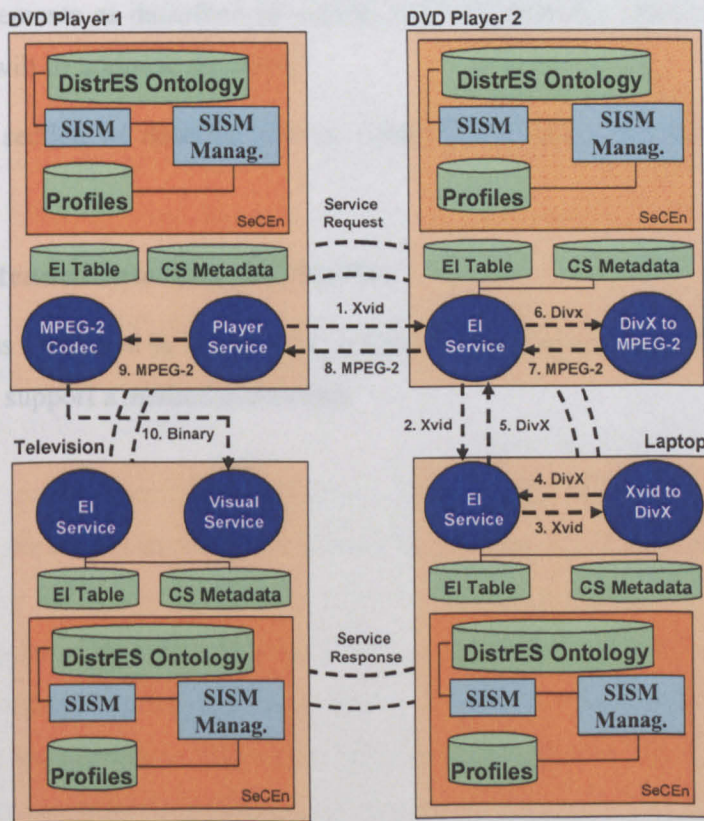 DVD Player 1
DistrES Ontology
SISM
SISM
Manag.
Profiles
SeCEn
EI Table
CS Metadata
MPEG-2
Codec
Player
Service
9. MPEG-2
DVD Player 2
DistrES Ontology
SISM
SISM
Manag.
Profiles
SeCEn
EI Table
CS Metadata
EI
Service
DivX to
MPEG-2
6. Divx
7. MPEG-2
Service
Request
1. Xvid
8. MPEG-2
10. Binary
2. Xvid
5. DivX
Television
EI
Service
Visual
Service
EI Table
CS Metadata
DistrES Ontology
SISM
SISM
Manag.
Profiles
SeCEn
Service
Response
Laptop
EI
Service
4. DivX
3. Xvid
Xvid to
DivX
EI Table
CS Metadata
DistrES Ontology
SISM
SISM
Manag.
Profiles
SeCEn
support a